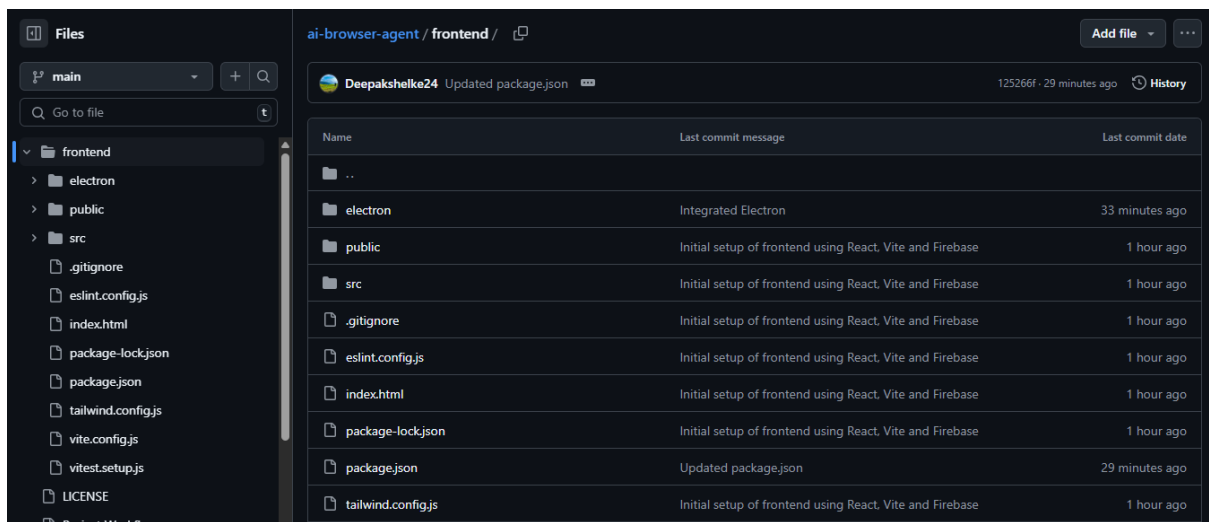 Files
main
Go to file
t
frontend
electron
public
src
.gitignore
eslint.config.js
index.html
package-lock.json
package.json
tailwind.config.js
vite.config.js
vitest.setup.js
LICENSE
ai-browser-agent / frontend /
Add file
Deepakshelke24 Updated package.json
125266f · 29 minutes ago
History
Name Last commit message Last commit date
..
electron Integrated Electron 33 minutes ago
public Initial setup of frontend using React, Vite and Firebase 1 hour ago
src Initial setup of frontend using React, Vite and Firebase 1 hour ago
.gitignore Initial setup of frontend using React, Vite and Firebase 1 hour ago
eslint.config.js Initial setup of frontend using React, Vite and Firebase 1 hour ago
index.html Initial setup of frontend using React, Vite and Firebase 1 hour ago
package-lock.json Initial setup of frontend using React, Vite and Firebase 1 hour ago
package.json Updated package.json 29 minutes ago
tailwind.config.js Initial setup of frontend using React, Vite and Firebase 1 hour ago